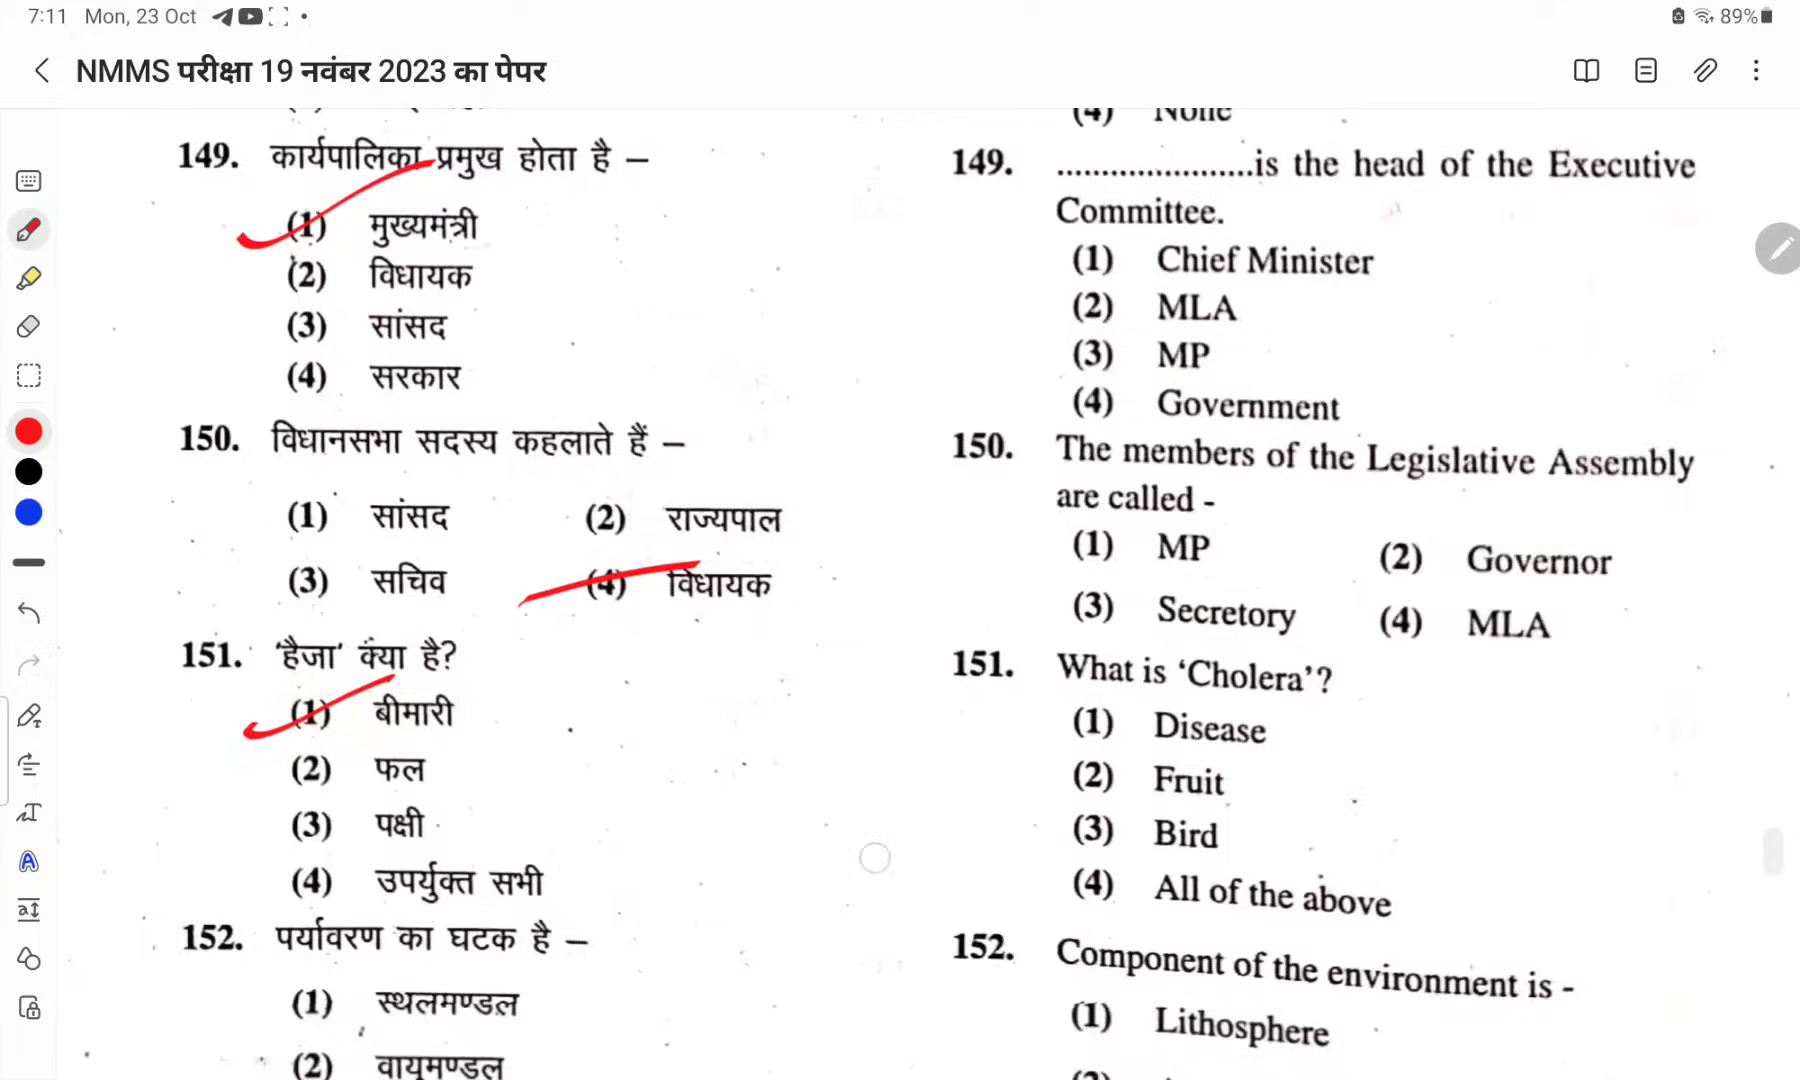 7:11 Mon, 23 Oct
89%
NMMS परीक्षा 19 नवंबर 2023 का पेपर
149. कार्यपालिका प्रमुख होता है –
(1) मुख्यमंत्री
(2) विधायक
(3) सांसद
(4) सरकार
150. विधानसभा सदस्य कहलाते हैं –
(1) सांसद (2) राज्यपाल
(3) सचिव (4) विधायक
151. 'हैजा' क्या है?
(1) बीमारी
(2) फल
(3) पक्षी
(4) उपर्युक्त सभी
152. पर्यावरण का घटक है –
(1) स्थलमण्डल
(2) वायुमण्डल
(4) None
149. ......................is the head of the Executive
Committee.
(1) Chief Minister
(2) MLA
(3) MP
(4) Government
150. The members of the Legislative Assembly
are called -
(1) MP (2) Governor
(3) Secretory (4) MLA
151. What is 'Cholera'?
(1) Disease
(2) Fruit
(3) Bird
(4) All of the above
152. Component of the environment is -
(1) Lithosphere